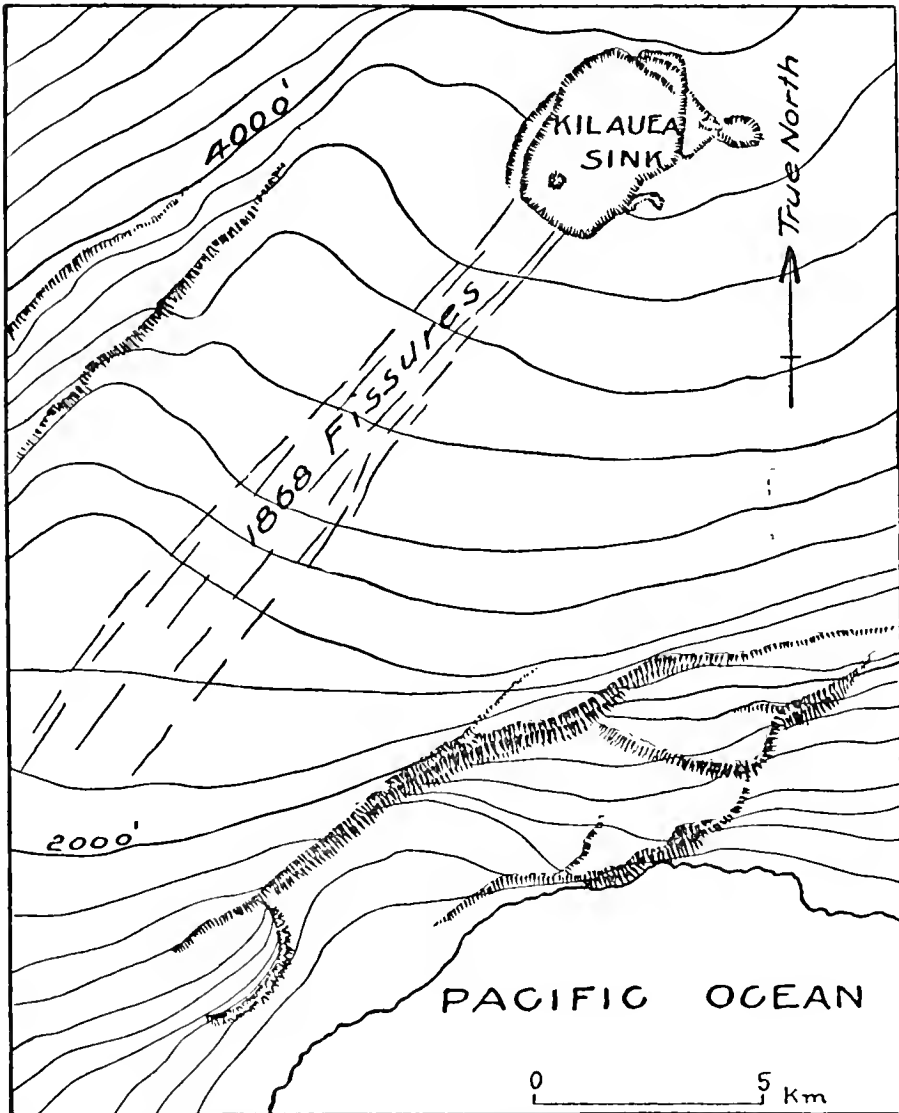 4000'
KILAUEA
SINK
True North
1868 Fissures
2000'
PACIFIC OCEAN
0 5 Km